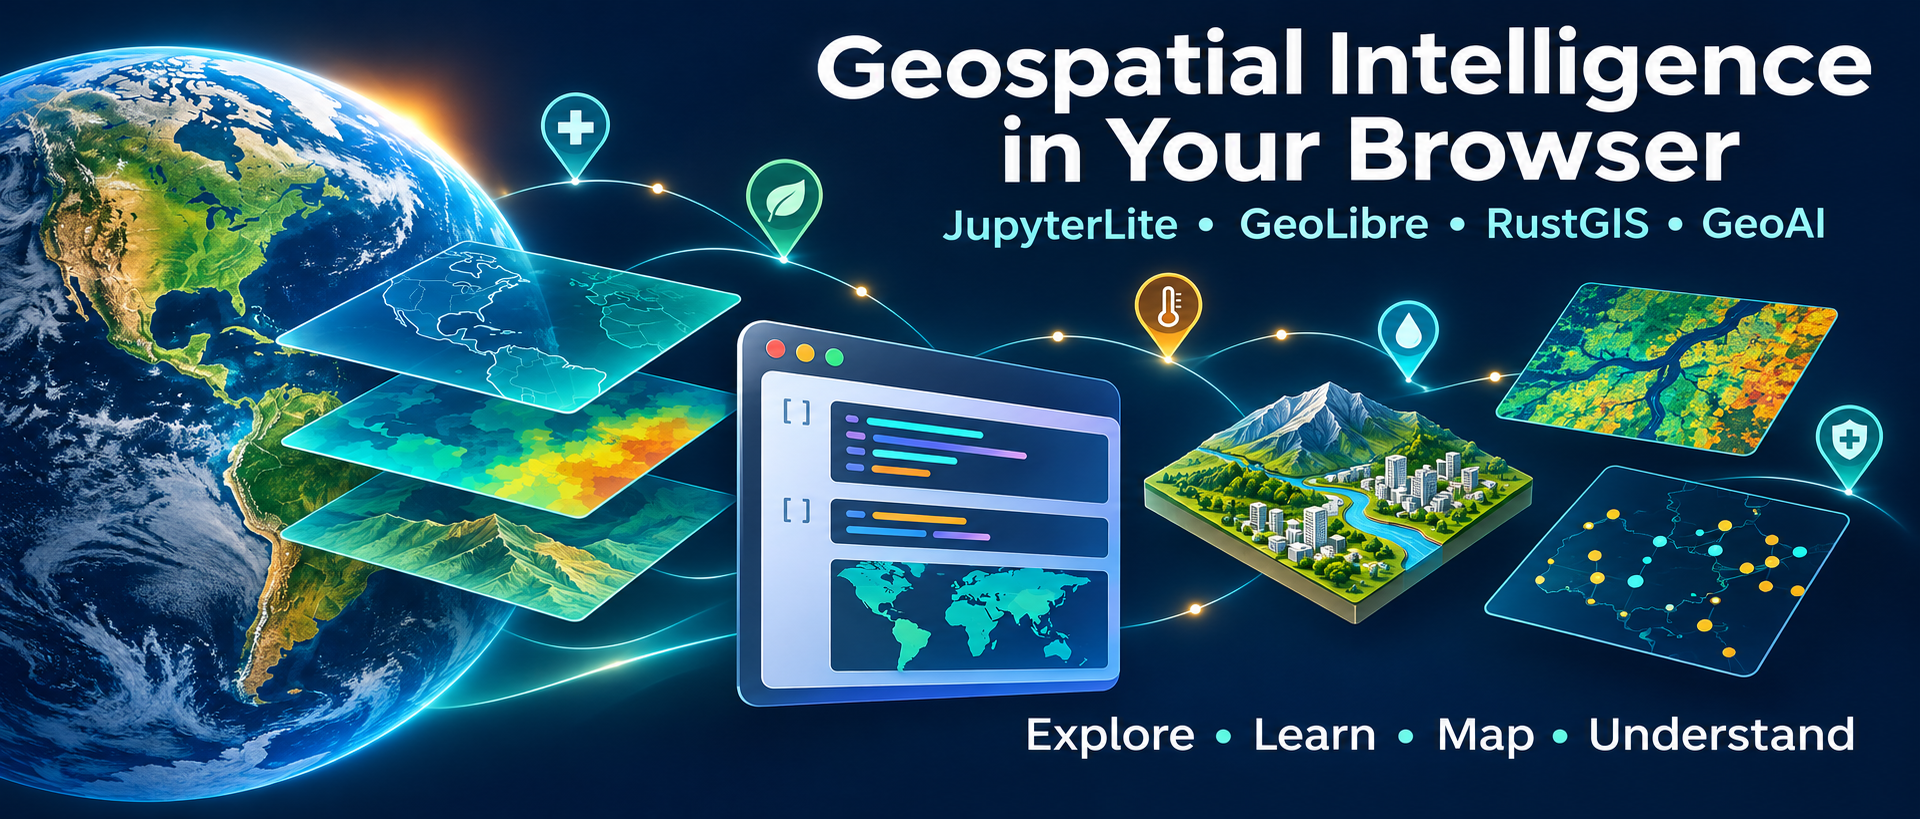 Geospatial Intelligence
in Your Browser
JupyterLite • GeoLibre • RustGIS • GeoAI
[ ]
[ ]
Explore • Learn • Map • Understand